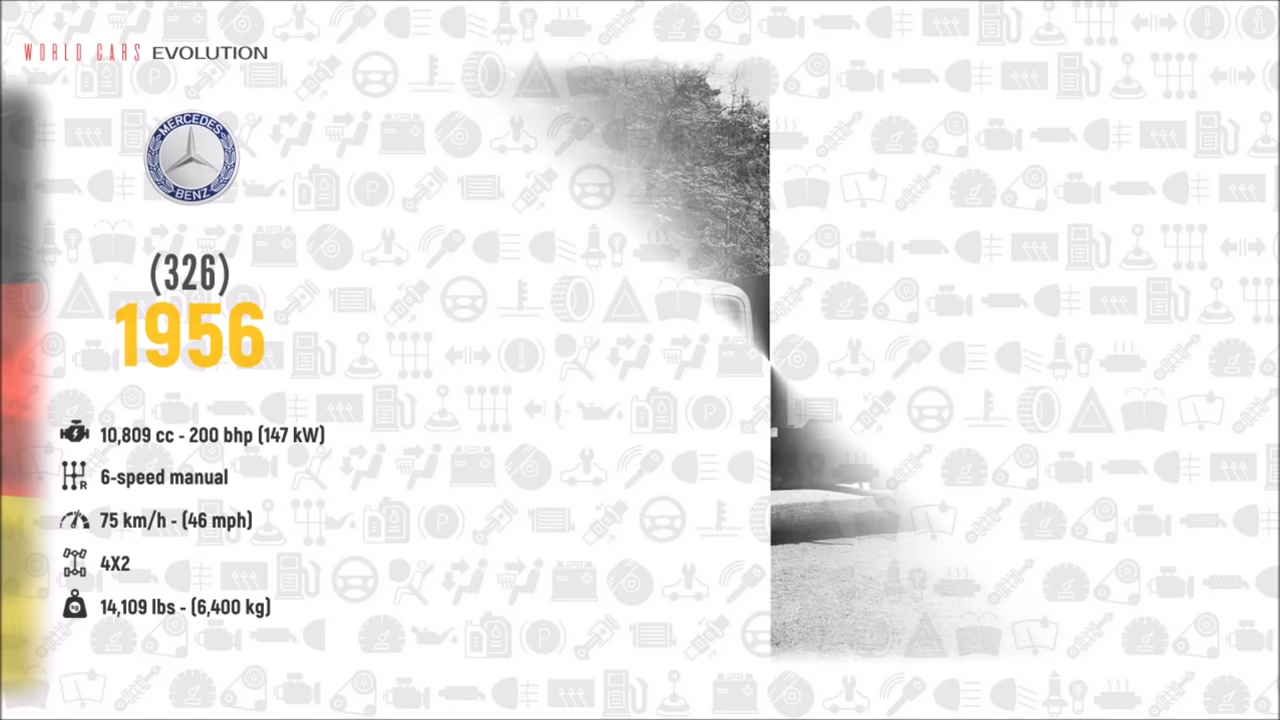 WORLD CARS EVOLUTION
MERCEDES
BENZ
(326)
1956
10,809 cc - 200 bhp (147 kW)
R
6-speed manual
75 km/h - (46 mph)
4X2
kg
14,109 lbs - (6,400 kg)